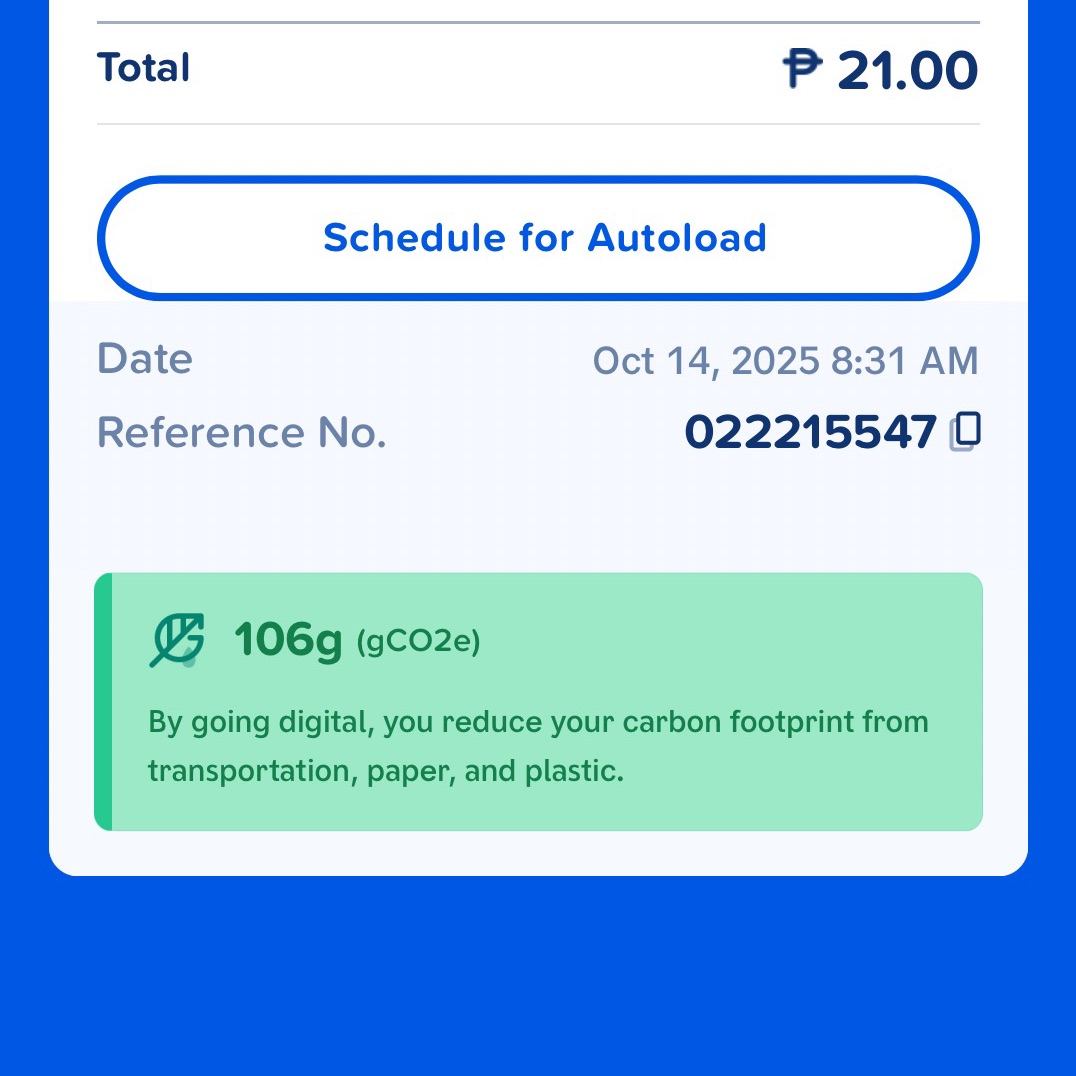 Total
₱ 21.00
Schedule for Autoload
Date
Oct 14, 2025 8:31 AM
Reference No.
022215547
106g (gCO2e)
By going digital, you reduce your carbon footprint from
transportation, paper, and plastic.